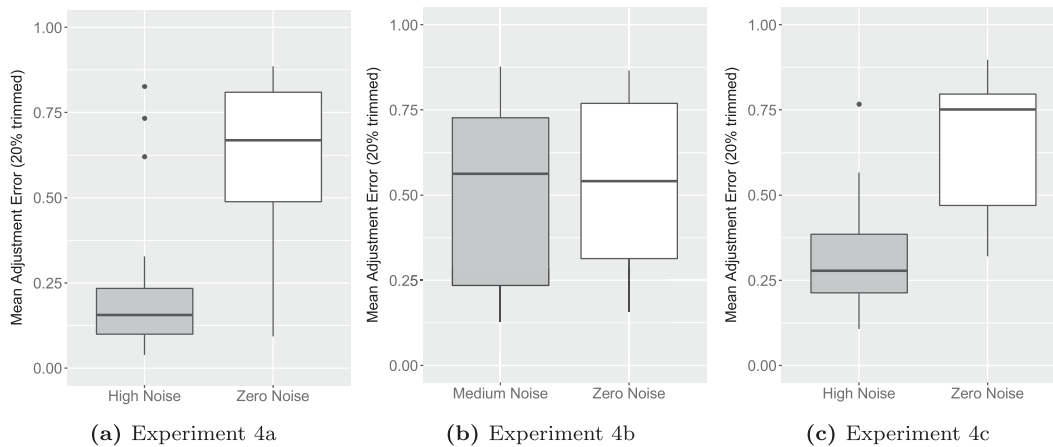 Mean Adjustment Error (20% trimmed)
1.00
0.75
0.50
0.25
0.00
High Noise Zero Noise
(a) Experiment 4a
Mean Adjustment Error (20% trimmed)
1.00
0.75
0.50
0.25
0.00
Medium Noise Zero Noise
(b) Experiment 4b
Mean Adjustment Error (20% trimmed)
1.00
0.75
0.50
0.25
0.00
High Noise Zero Noise
(c) Experiment 4c